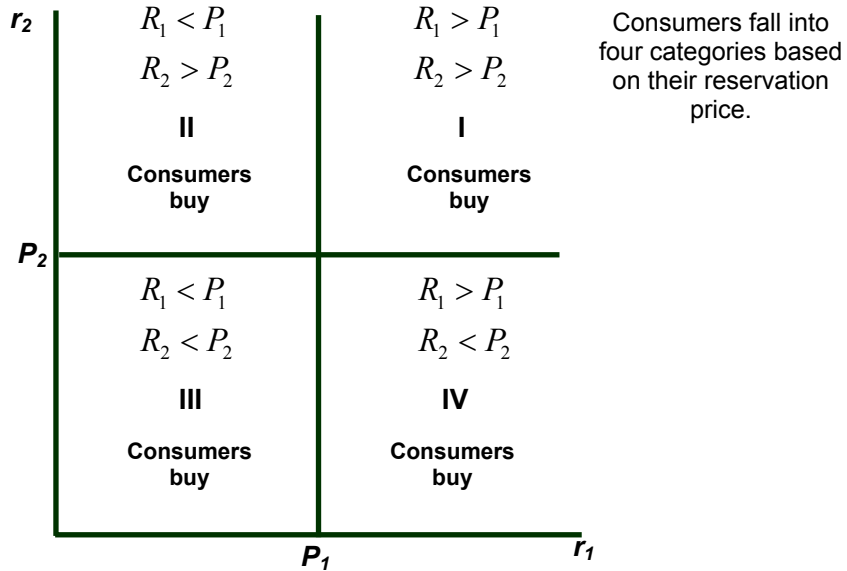 r₂
R₁ < P₁
R₂ > P₂
II
Consumers
buy
R₁ > P₁
R₂ > P₂
I
Consumers
buy
Consumers fall into
four categories based
on their reservation
price.
P₂
R₁ < P₁
R₂ < P₂
III
Consumers
buy
R₁ > P₁
R₂ < P₂
IV
Consumers
buy
P₁
r₁